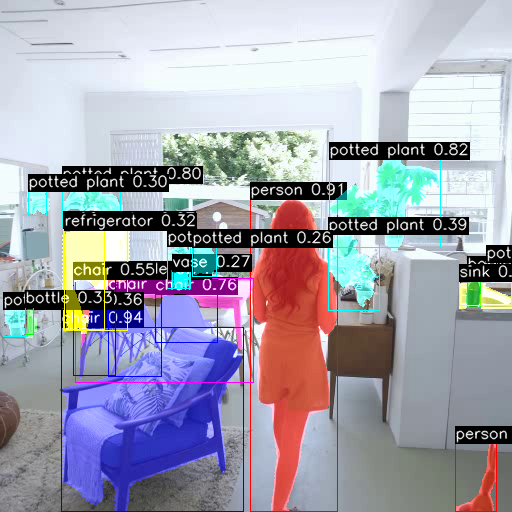 potted plant 0.82
potted plant 0.80
potted plant 0.30
person 0.91
refrigerator 0.32
potted plant 0.39
pot
potted plant 0.26
pot
vase 0.27
sink 0.
chair 0.55
chair 0.76
bottle 0.33
.36
chair 0.94
person